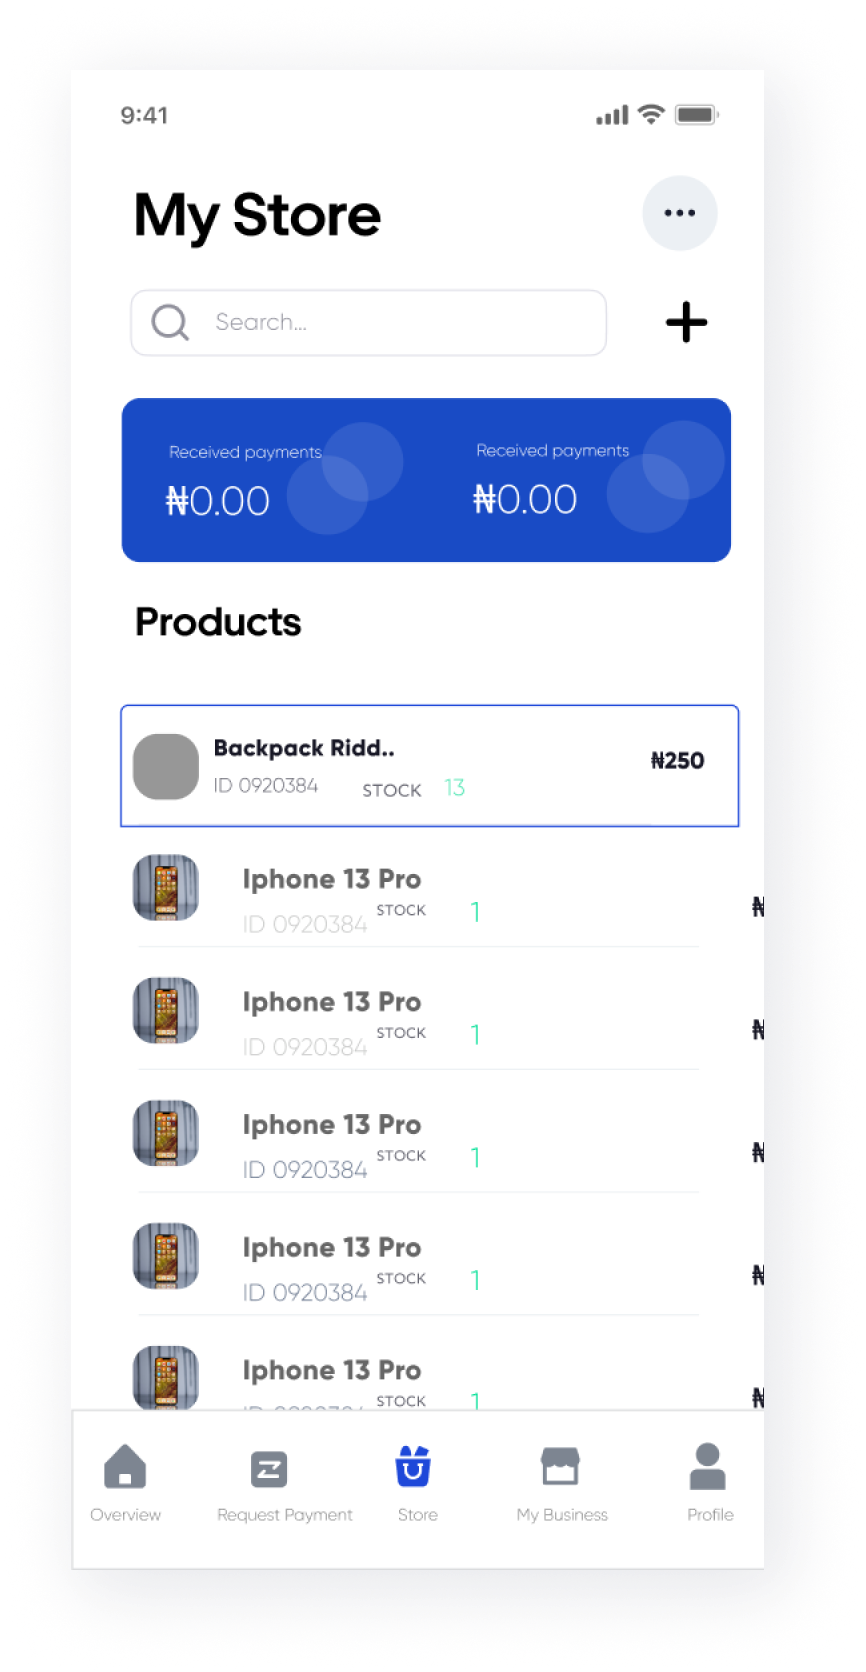 9:41
My Store
Search...
Received payments Received payments
₦0.00 ₦0.00
Products
Backpack Ridd..
₦250
ID 0920384 STOCK 13
Iphone 13 Pro
ID 0920384 STOCK 1
₦
Iphone 13 Pro
ID 0920384 STOCK 1
₦
Iphone 13 Pro
ID 0920384 STOCK 1
₦
Iphone 13 Pro
ID 0920384 STOCK 1
₦
Iphone 13 Pro
STOCK 1
₦
Overview Request Payment Store My Business Profile